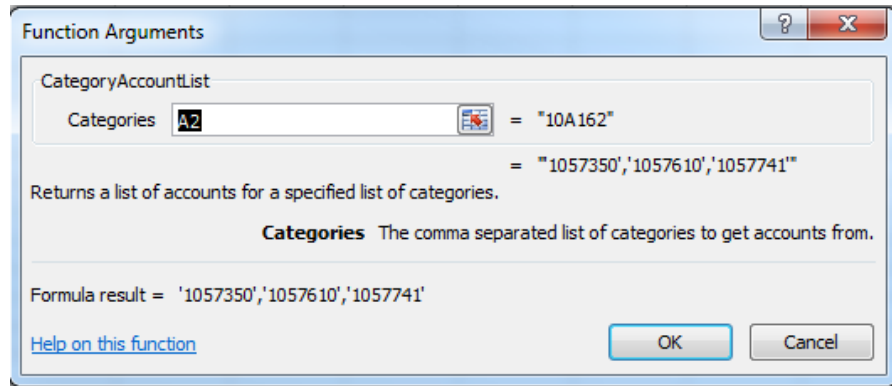 Function Arguments
CategoryAccountList
Categories A2 = "10A162"
= "'1057350','1057610','1057741'"
Returns a list of accounts for a specified list of categories.
Categories The comma separated list of categories to get accounts from.
Formula result = '1057350','1057610','1057741'
Help on this function OK Cancel